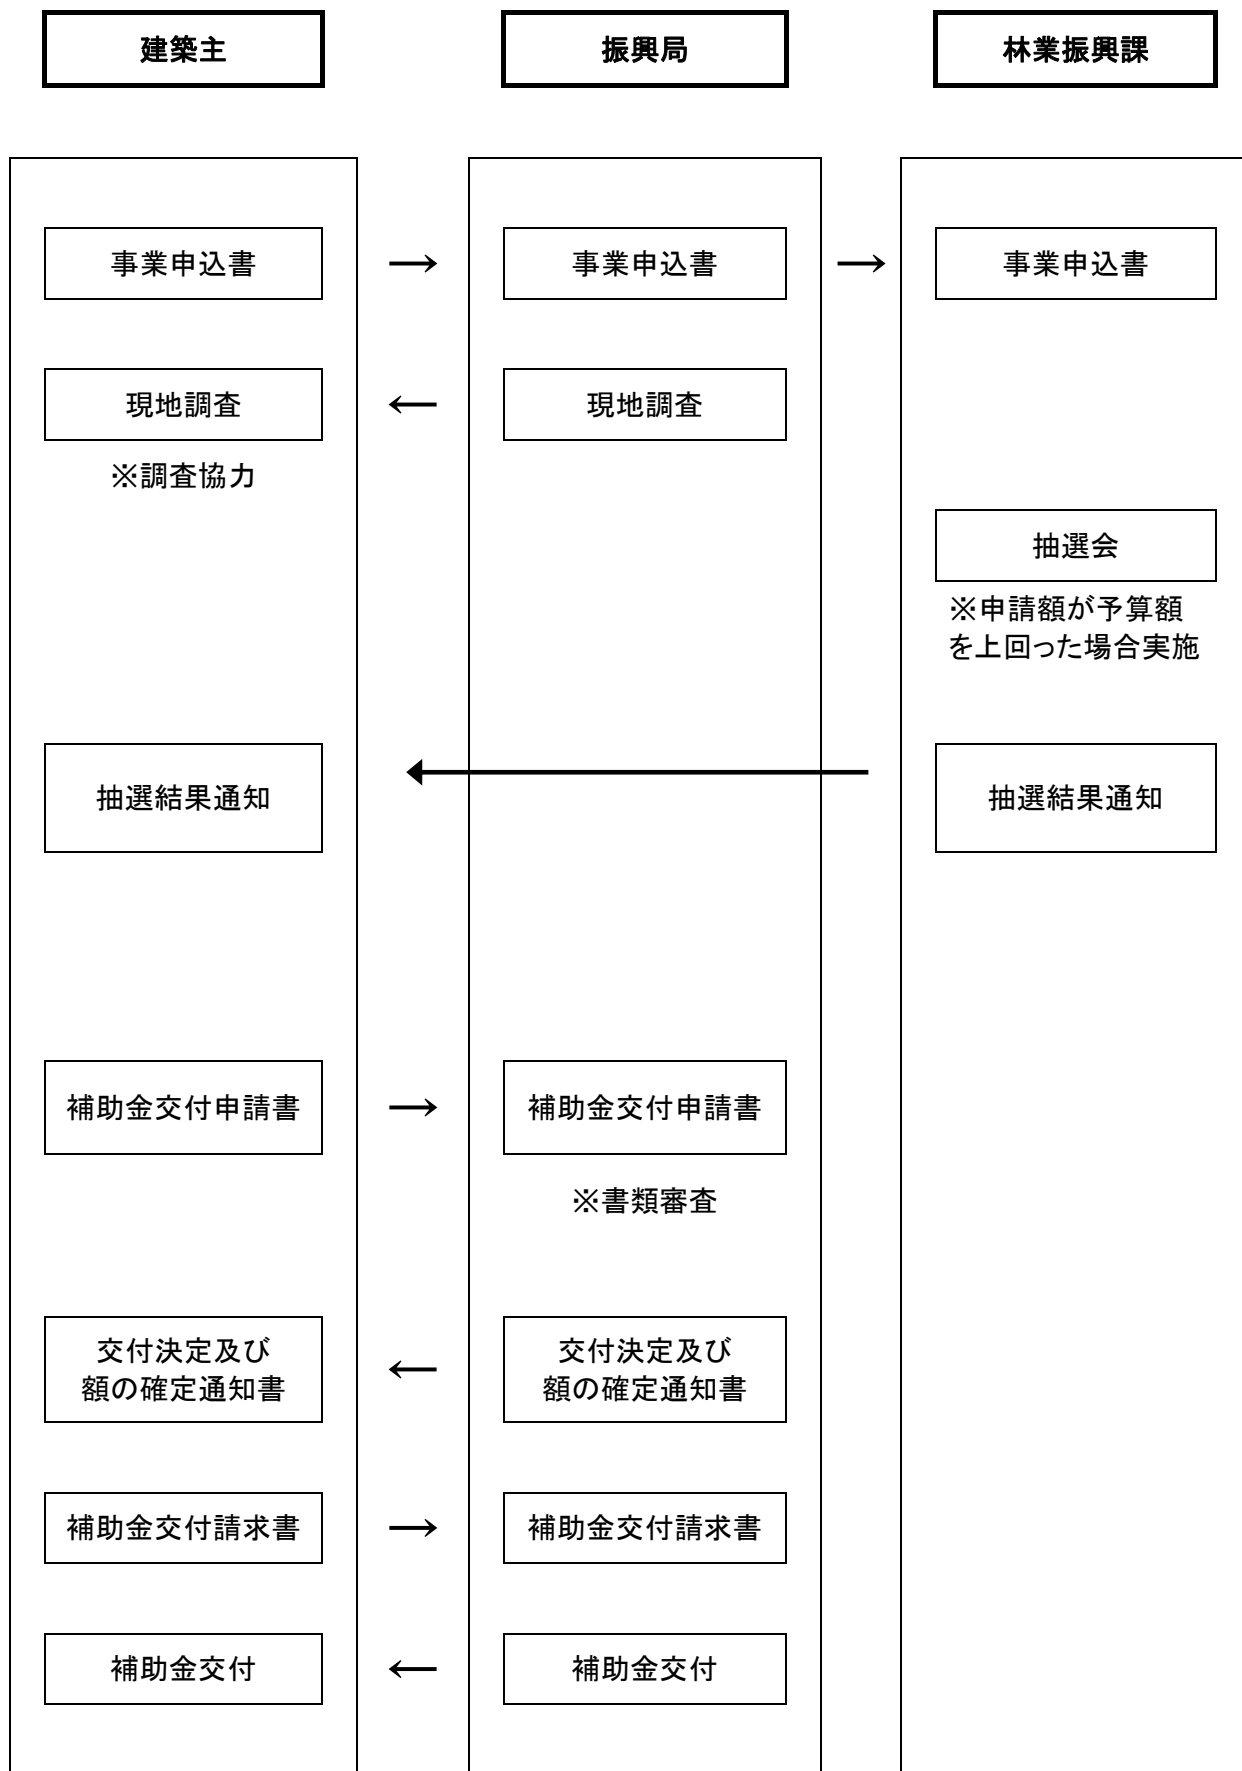 建築主
振興局
林業振興課
事業申込書
→
事業申込書
→
事業申込書
現地調査
←
現地調査
※調査協力
抽選会
※申請額が予算額
を上回った場合実施
抽選結果通知
抽選結果通知
補助金交付申請書
→
補助金交付申請書
※書類審査
交付決定及び
額の確定通知書
←
交付決定及び
額の確定通知書
補助金交付請求書
→
補助金交付請求書
補助金交付
←
補助金交付